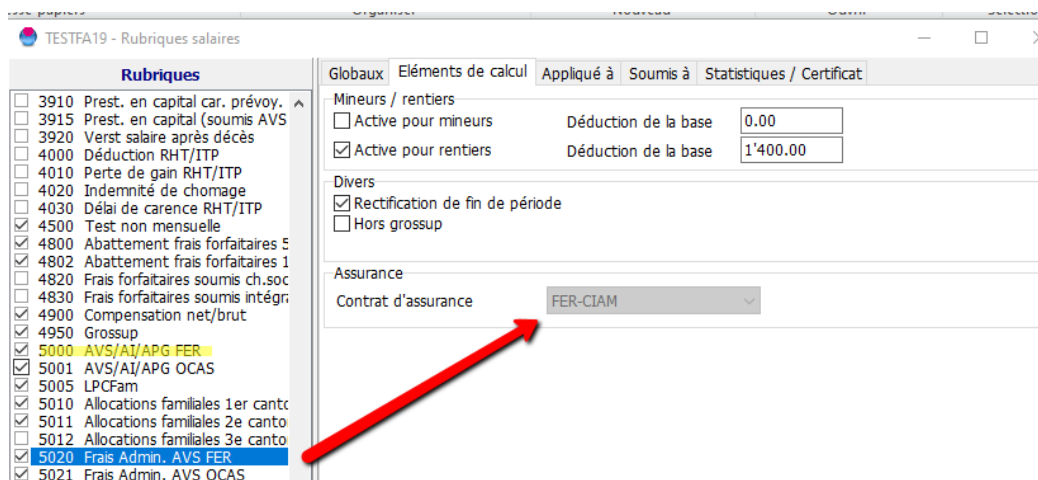 TESTFA19 - Rubriques salaires
Rubriques
3910 Prest. en capital car. prévoy.
3915 Prest. en capital (soumis AVS
3920 Verst salaire après décès
4000 Déduction RHT/ITP
4010 Perte de gain RHT/ITP
4020 Indemnité de chomage
4030 Délai de carence RHT/ITP
4500 Test non mensuelle
4800 Abattement frais forfaitaires 5
4802 Abattement frais forfaitaires 1
4820 Frais forfaitaires soumis ch.soc
4830 Frais forfaitaires soumis intégra
4900 Compensation net/brut
4950 Grossup
5000 AVS/AI/APG FER
5001 AVS/AI/APG OCAS
5005 LPCFam
5010 Allocations familiales 1er canto
5011 Allocations familiales 2e canto
5012 Allocations familiales 3e canto
5020 Frais Admin. AVS FER
5021 Frais Admin. AVS OCAS
Globaux Eléments de calcul Appliqué à Soumis à Statistiques / Certificat
Mineurs / rentiers
Active pour mineurs Déduction de la base 0.00
Active pour rentiers Déduction de la base 1'400.00
Divers
Rectification de fin de période
Hors grossup
Assurance
Contrat d'assurance FER-CIAM